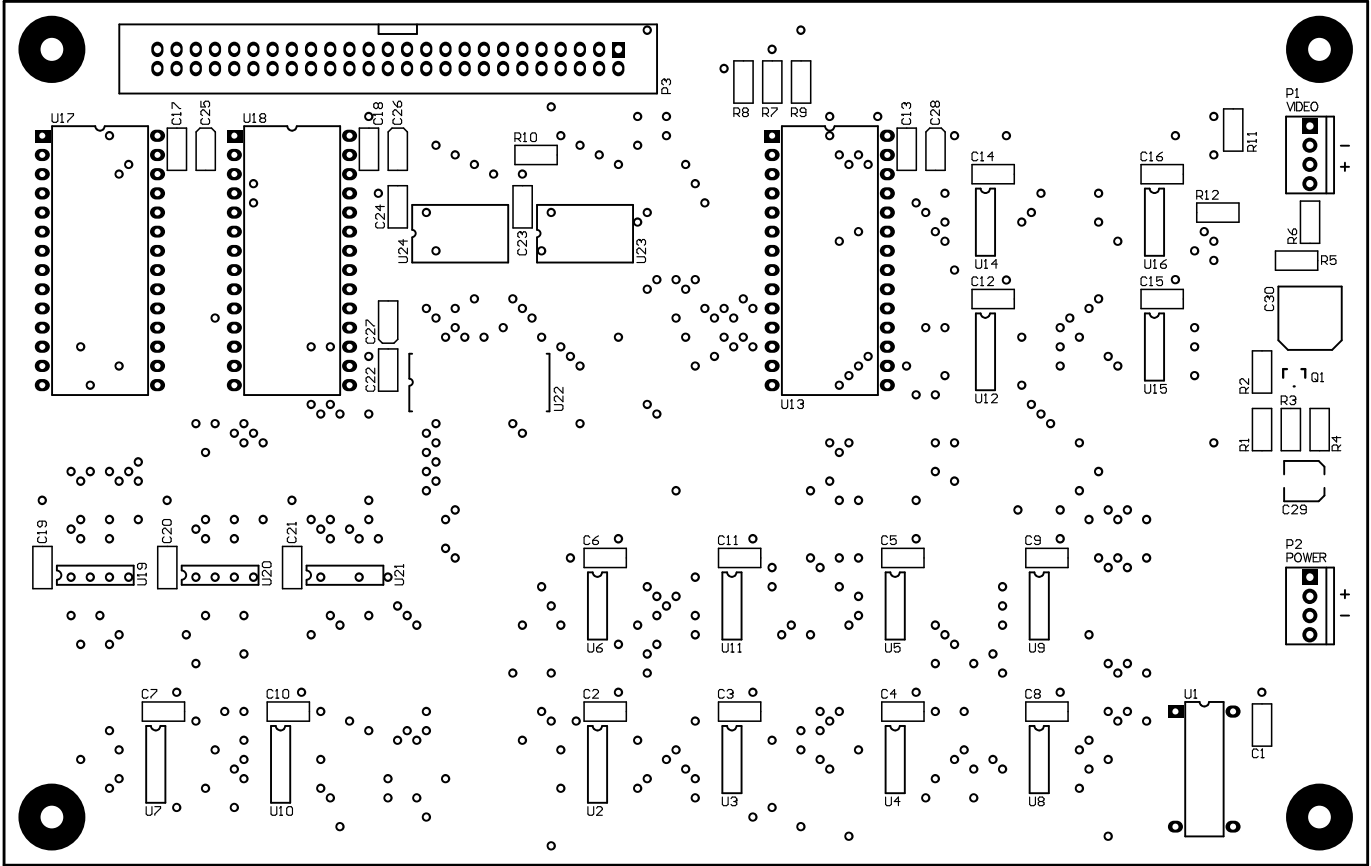 P3
P1
VIDEO
-
+
R8
R7
R9
R11
U17
C17
C25
U18
C18
C26
R10
C13
C28
C14
C16
R12
C24
U24
C23
U23
U14
U16
R6
R5
C12
C15
C30
C27
C22
U22
U13
U12
U15
R2
Q1
R3
R1
R4
C29
C19
C20
C21
C6
C11
C5
C9
P2
POWER
+
-
U19
U20
U21
U6
U11
U5
U9
C7
C10
C2
C3
C4
C8
U1
C1
U7
U10
U2
U3
U4
U8